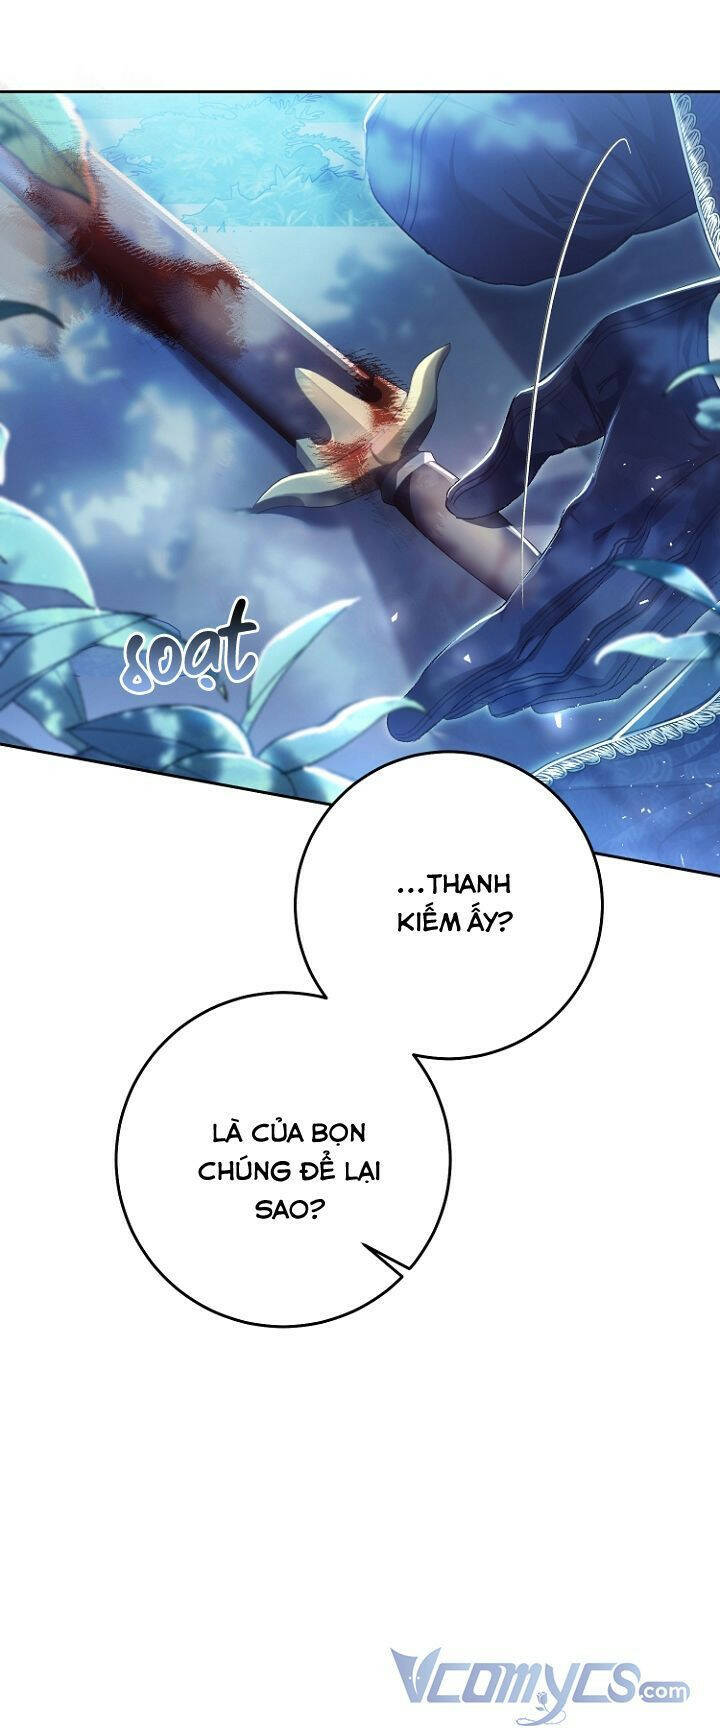 soạt
...THANH
KIẾM ẤY?
LÀ CỦA BỌN
CHÚNG ĐỂ LẠI
SAO?
VCOMYCS.com